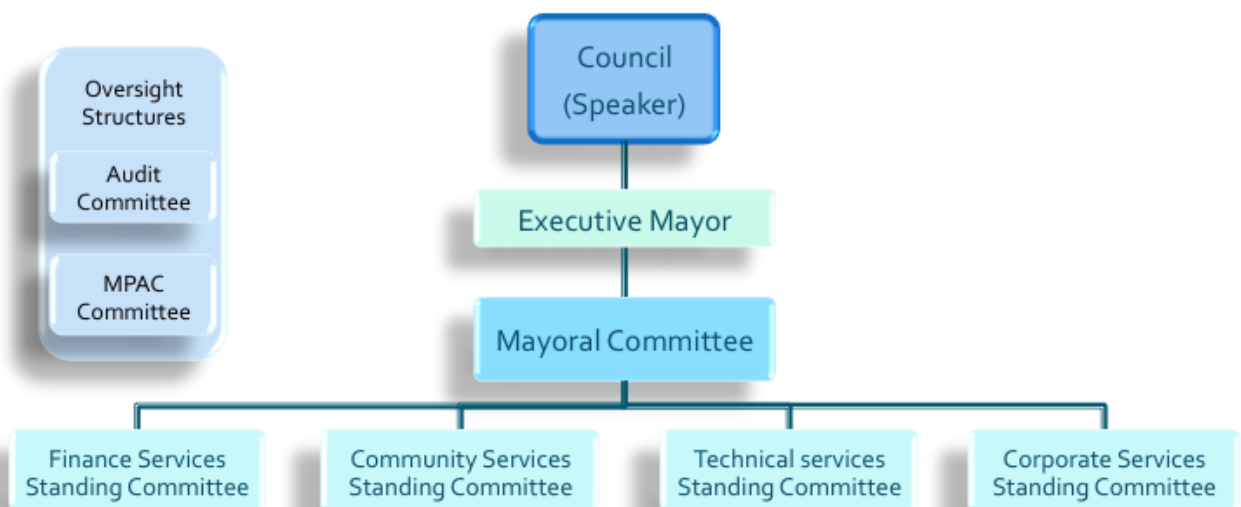 Oversight
Structures
Audit
Committee
MPAC
Committee
Council
(Speaker)
Executive Mayor
Mayoral Committee
Finance Services
Standing Committee
Community Services
Standing Committee
Technical services
Standing Committee
Corporate Services
Standing Committee